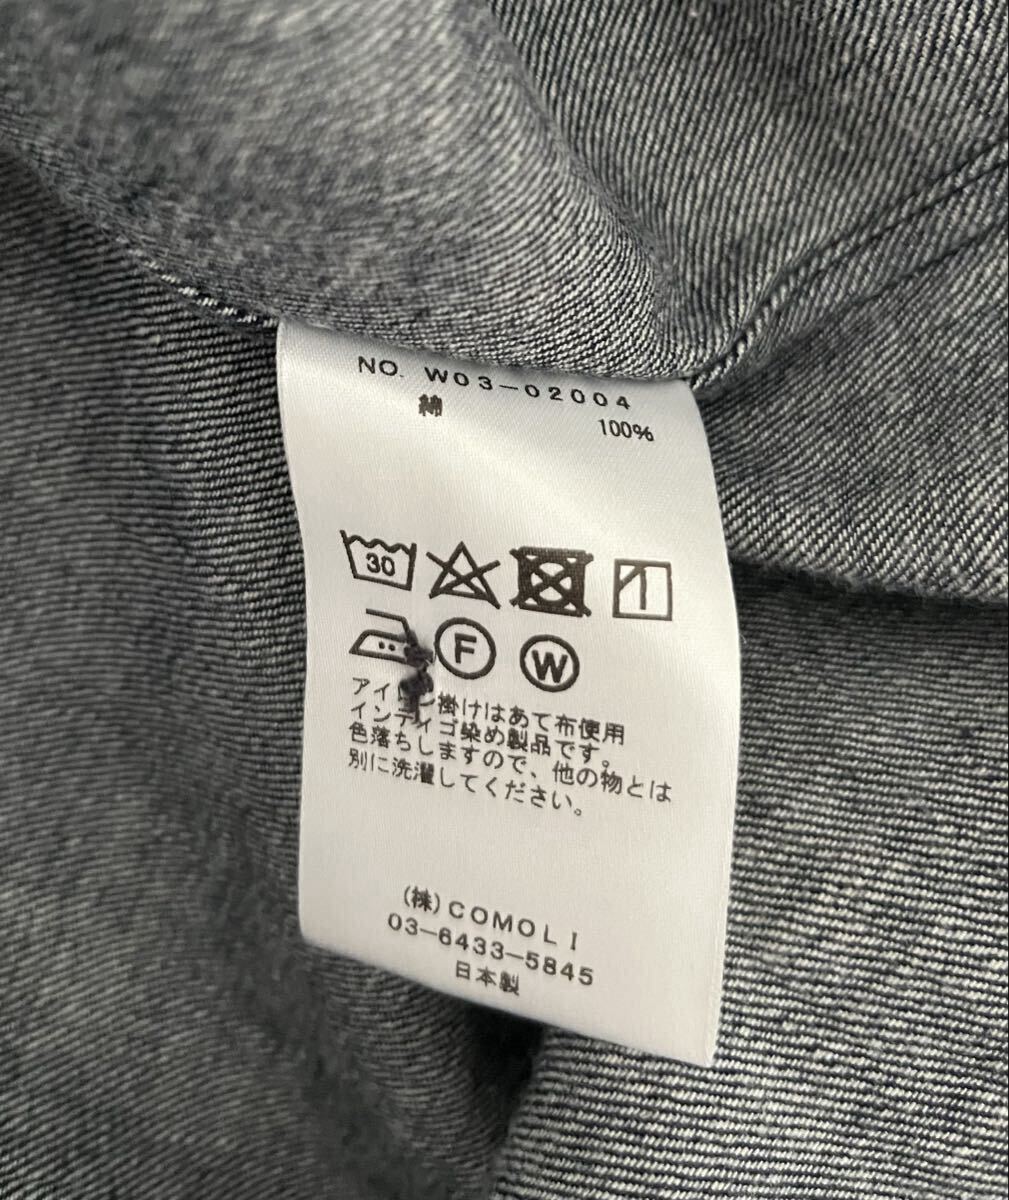 NO. W03-02004
綿 100%
30
F W
アイロン掛けはあて布使用
インディゴ染め製品です。
色落ちしますので、他の物とは
別に洗濯してください。
(株)COMOLI
03-6433-5845
日本製